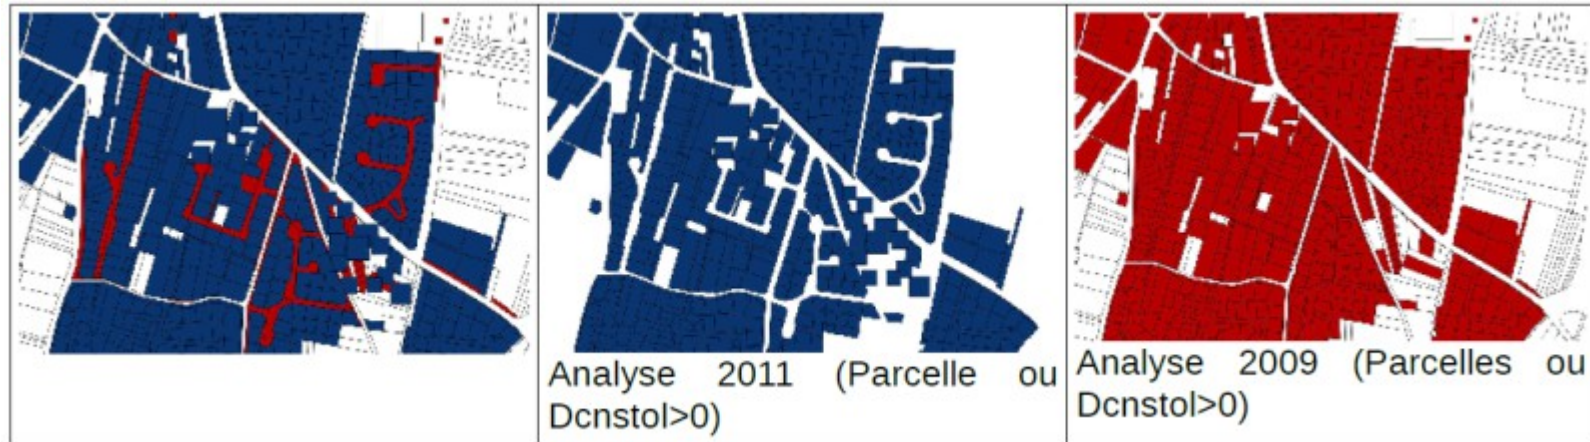 Analyse 2011 (Parcelle ou
Dcnstol>0)
Analyse 2009 (Parcelles ou
Dcnstol>0)